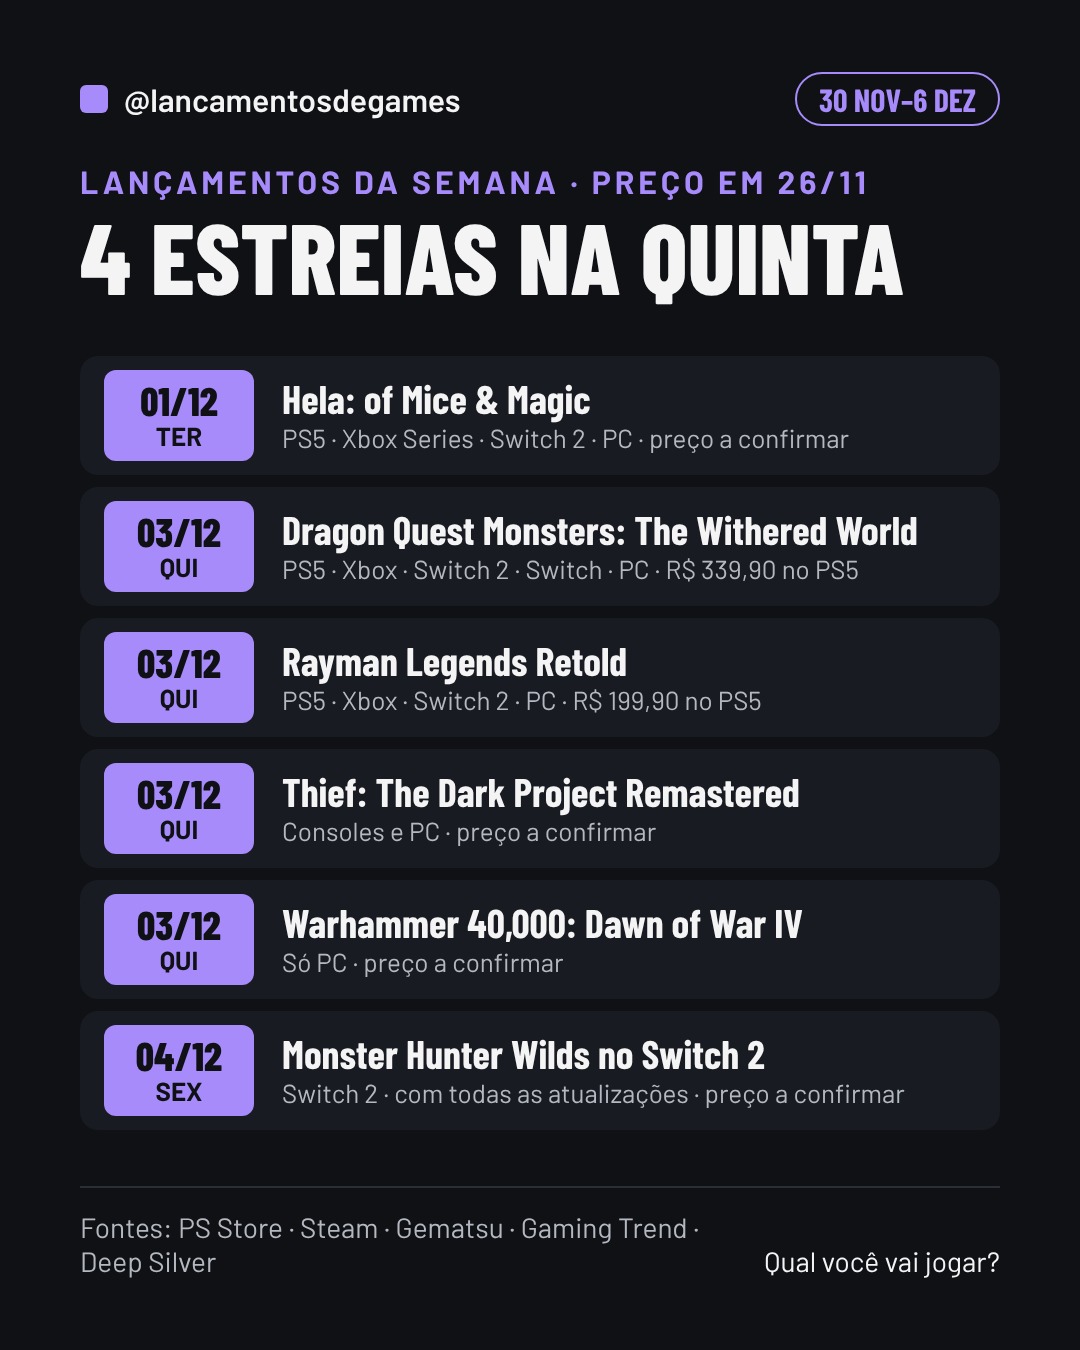 @lancamentosdegames
30 NOV–6 DEZ
LANÇAMENTOS DA SEMANA · PREÇO EM 26/11
4 ESTREIAS NA QUINTA
01/12
TER
Hela: of Mice & Magic
PS5 · Xbox Series · Switch 2 · PC · preço a confirmar
03/12
QUI
Dragon Quest Monsters: The Withered World
PS5 · Xbox · Switch 2 · Switch · PC · R$ 339,90 no PS5
03/12
QUI
Rayman Legends Retold
PS5 · Xbox · Switch 2 · PC · R$ 199,90 no PS5
03/12
QUI
Thief: The Dark Project Remastered
Consoles e PC · preço a confirmar
03/12
QUI
Warhammer 40,000: Dawn of War IV
Só PC · preço a confirmar
04/12
SEX
Monster Hunter Wilds no Switch 2
Switch 2 · com todas as atualizações · preço a confirmar
Fontes: PS Store · Steam · Gematsu · Gaming Trend ·
Deep Silver
Qual você vai jogar?